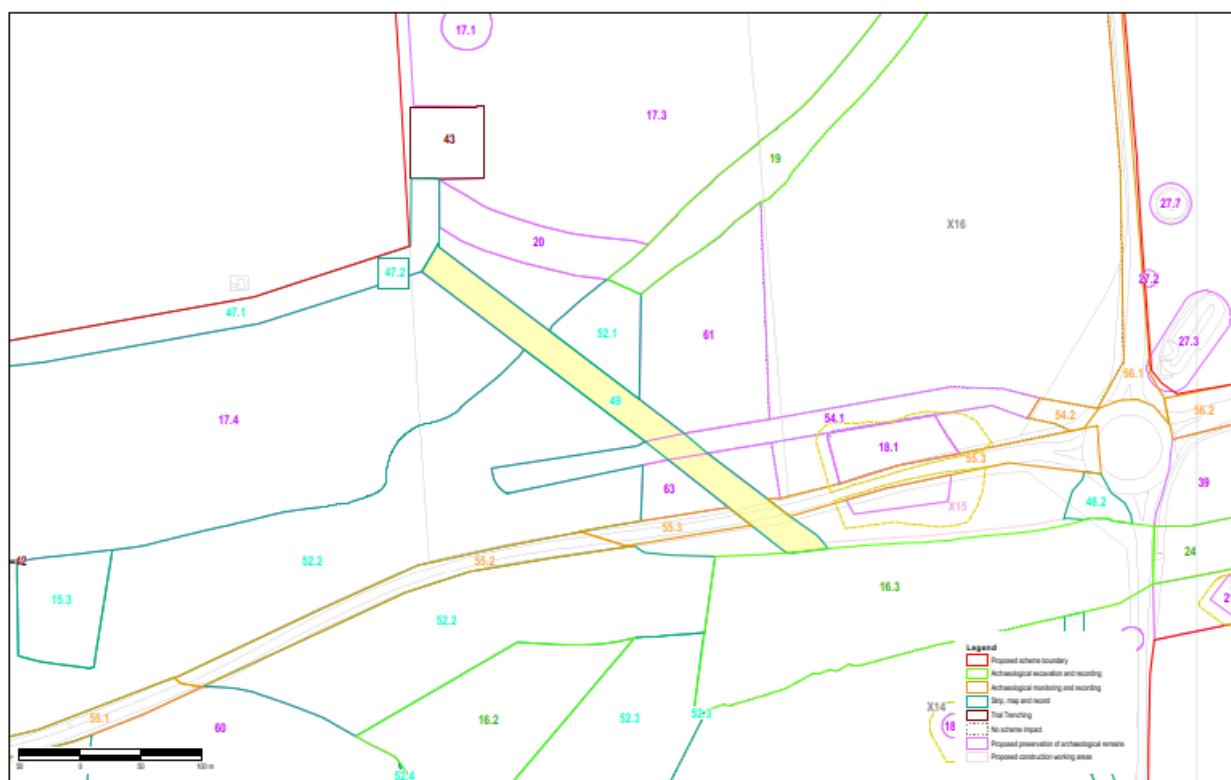 17.1
17.3
43
19
27.7
X16
20
47.2
27.2
47.1
52.1
61
27.3
56.1
49
54.1
54.2
56.2
17.4
18.1
55.3
63
48.2
39
X15
55.3
24
42
52.2
55.2
16.3
15.3
52.2
55.1
60
16.2
52.3
52.3
X14
52.4
Legend
Proposed scheme boundary
Archaeological excavation and recording
Archaeological monitoring and recording
Strip, map and record
Trial Trenching
No scheme impact
Proposed preservation of archaeological remains
Proposed construction working areas
50 0 50 100 m